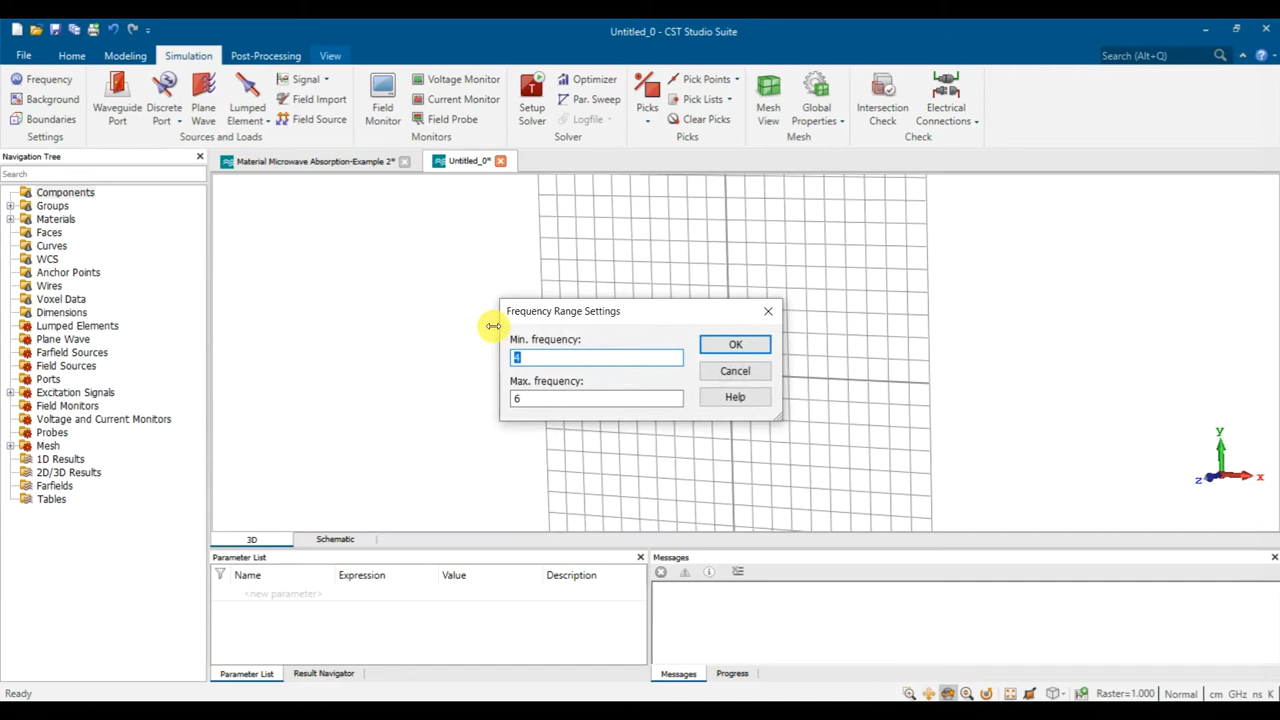 Untitled_0 - CST Studio Suite
File Home Modeling Simulation Post-Processing View Search (Alt+Q)
Frequency
Background
Boundaries
Settings
Waveguide Port
Discrete Port
Plane Wave
Lumped Element
Signal
Field Import
Field Source
Sources and Loads
Field Monitor
Voltage Monitor
Current Monitor
Field Probe
Monitors
Setup Solver
Optimizer
Par. Sweep
Logfile
Solver
Picks
Pick Points
Pick Lists
Clear Picks
Picks
Mesh View
Global Properties
Mesh
Intersection Check
Electrical Connections
Check
Navigation Tree
Search
Material Microwave Absorption-Example 2*
Untitled_0*
Components
Groups
Materials
Faces
Curves
WCS
Anchor Points
Wires
Voxel Data
Dimensions
Lumped Elements
Plane Wave
Farfield Sources
Field Sources
Ports
Excitation Signals
Field Monitors
Voltage and Current Monitors
Probes
Mesh
1D Results
2D/3D Results
Farfields
Tables
Frequency Range Settings
Min. frequency:
4
Max. frequency:
6
OK
Cancel
Help
y
z x
3D Schematic
Parameter List
Name Expression Value Description
<new parameter>
Parameter List Result Navigator
Messages
Messages Progress
Ready
Raster=1.000 Normal cm GHz ns K